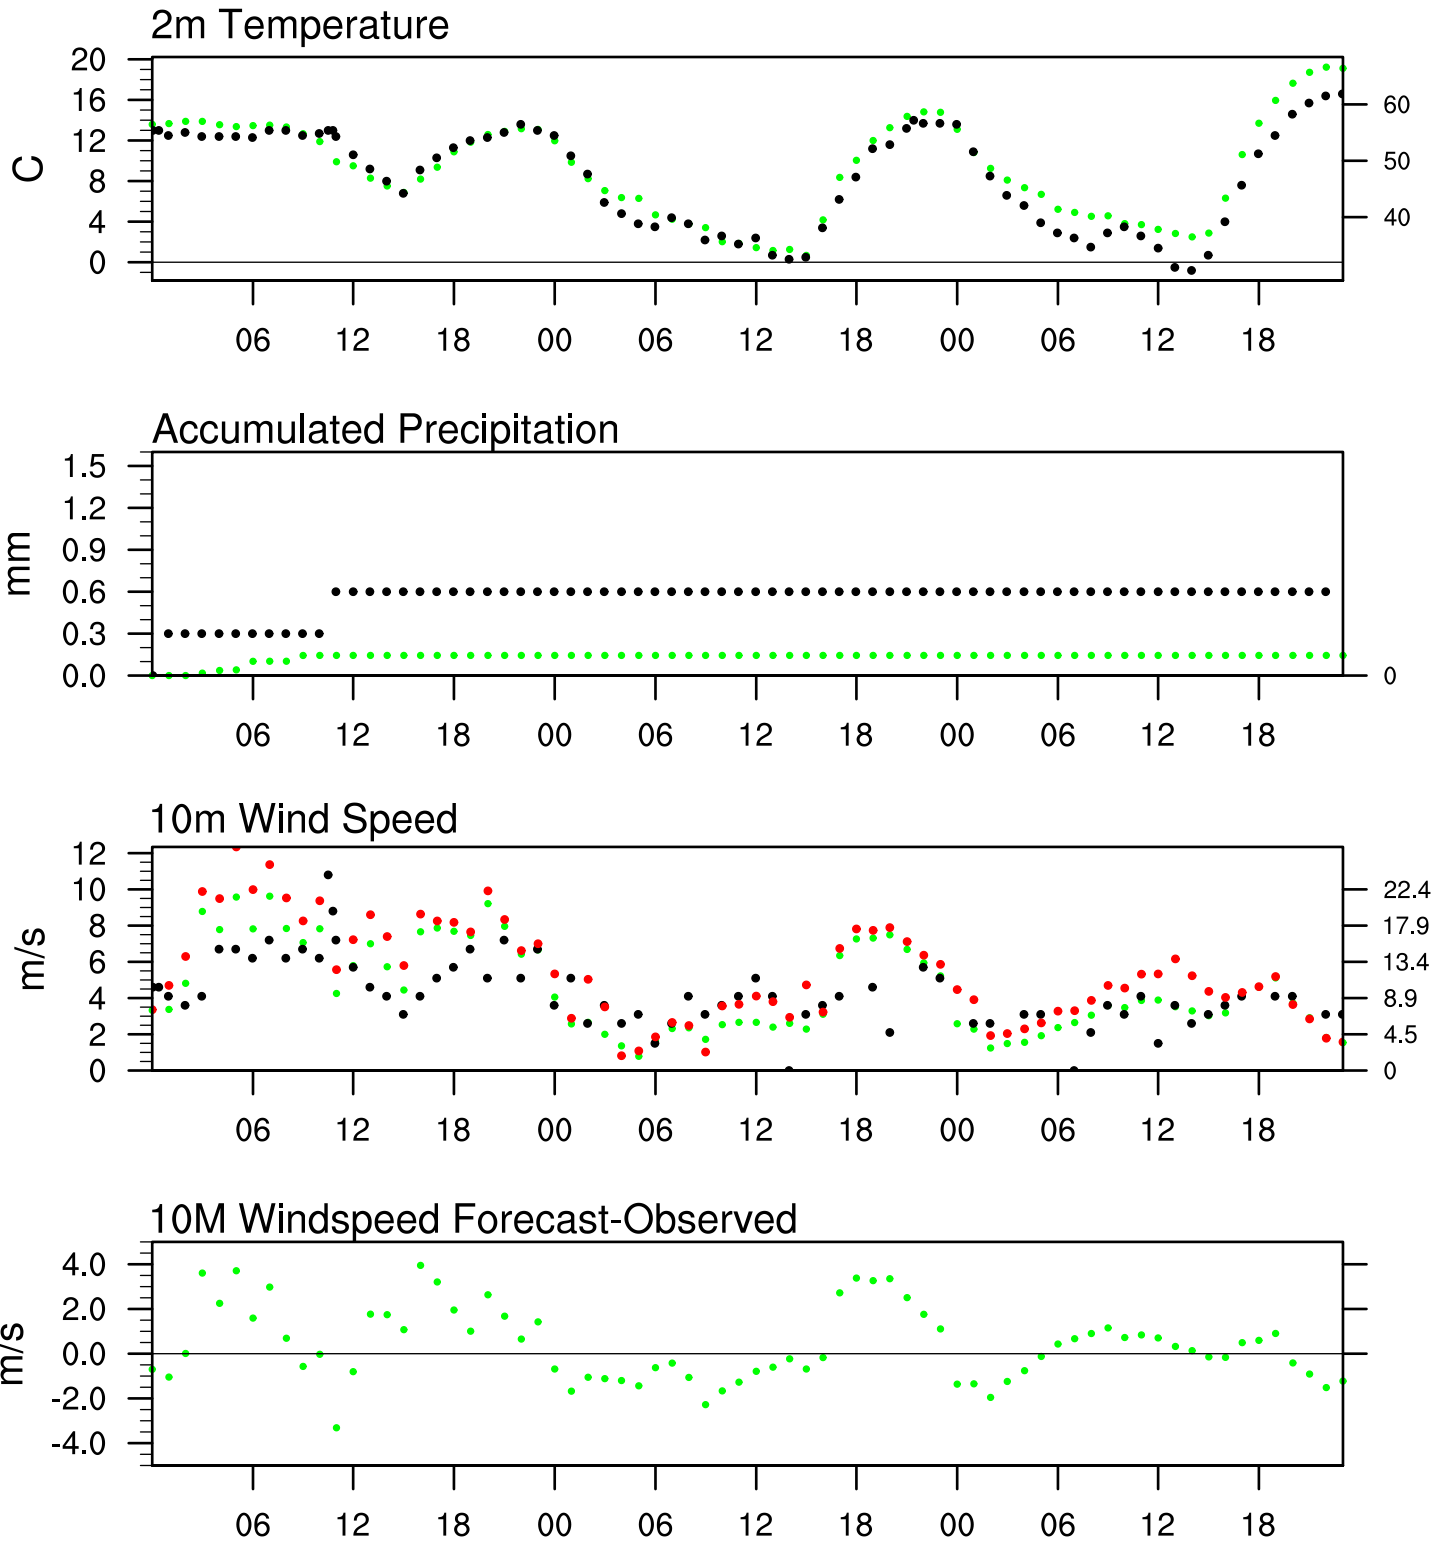 2m Temperature
20
16
12
8
4
0
C
60
50
40
06 12 18 00 06 12 18 00 06 12 18
Accumulated Precipitation
1.5
1.2
0.9
0.6
0.3
0.0
mm
0
06 12 18 00 06 12 18 00 06 12 18
10m Wind Speed
12
10
8
6
4
2
0
m/s
22.4
17.9
13.4
8.9
4.5
0
06 12 18 00 06 12 18 00 06 12 18
10M Windspeed Forecast-Observed
4.0
2.0
0.0
-2.0
-4.0
m/s
06 12 18 00 06 12 18 00 06 12 18